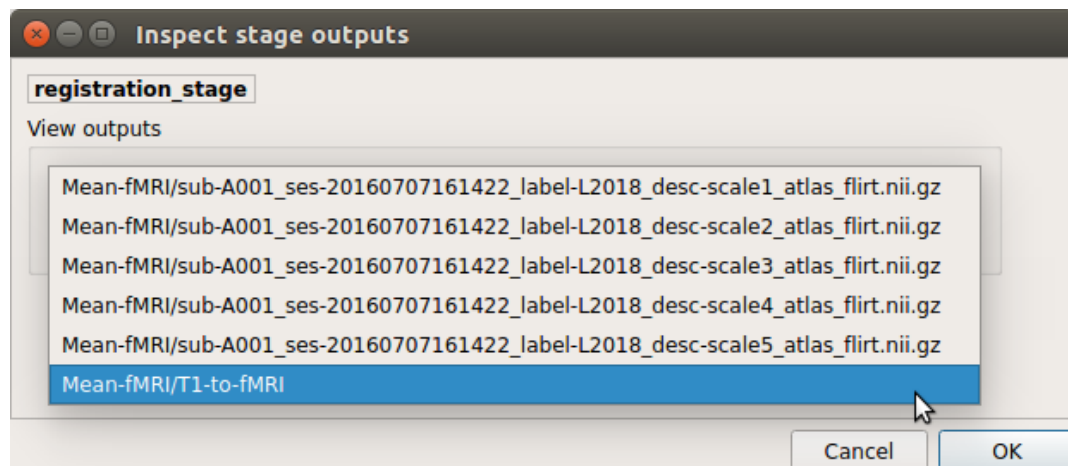 Inspect stage outputs
registration_stage
View outputs
Mean-fMRI/sub-A001_ses-20160707161422_label-L2018_desc-scale1_atlas_flirt.nii.gz
Mean-fMRI/sub-A001_ses-20160707161422_label-L2018_desc-scale2_atlas_flirt.nii.gz
Mean-fMRI/sub-A001_ses-20160707161422_label-L2018_desc-scale3_atlas_flirt.nii.gz
Mean-fMRI/sub-A001_ses-20160707161422_label-L2018_desc-scale4_atlas_flirt.nii.gz
Mean-fMRI/sub-A001_ses-20160707161422_label-L2018_desc-scale5_atlas_flirt.nii.gz
Mean-fMRI/T1-to-fMRI
Cancel OK